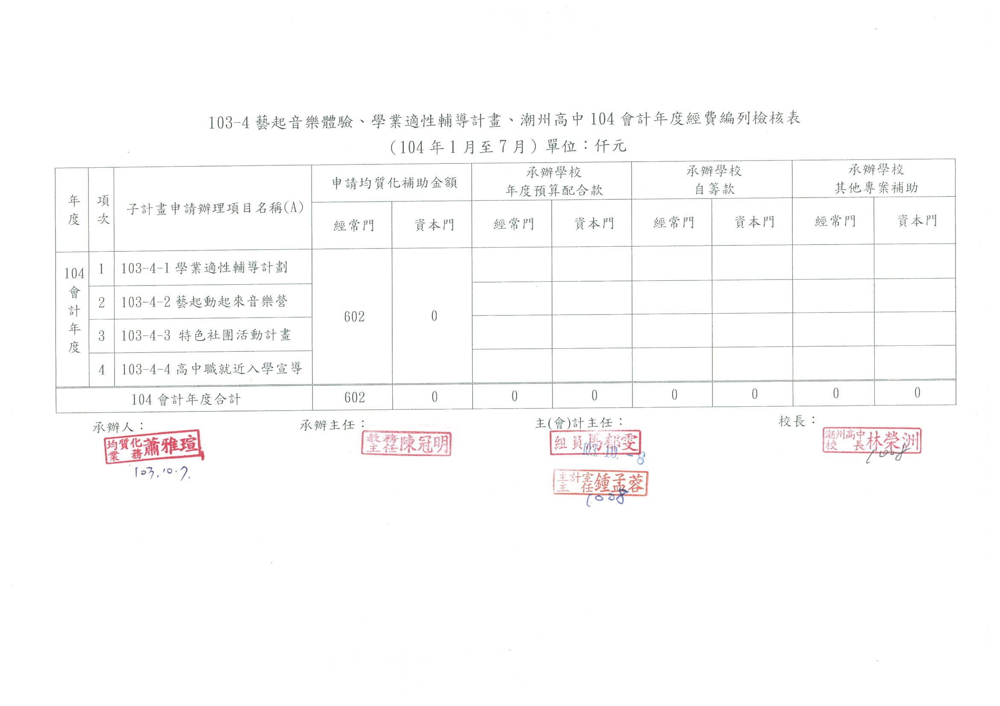 103-4 藝起音樂體驗、學業適性輔導計畫、潮州高中 104 會計年度經費編列檢核表
(104 年 1 月至 7 月) 單位：仟元
年度 項次 子計畫申請辦理項目名稱(A) 申請均質化補助金額 承辦學校 年度預算配合款 承辦學校 自籌款 承辦學校 其他專案補助
經常門 資本門 經常門 資本門 經常門 資本門 經常門 資本門
104 會計年度
1 103-4-1 學業適性輔導計劃
2 103-4-2 藝起動起來音樂營
602 0
3 103-4-3 特色社團活動計畫
4 103-4-4 高中職就近入學宣導
104 會計年度合計 602 0 0 0 0 0 0 0
承辦人： 承辦主任： 主(會)計主任： 校長：
均質化業務 蕭雅瑄
103.10.7.
教務主任 陳冠明
組員 馬郁雯
103. 10. -8
主計室主任 鍾孟蓉
1008
潮州高中校長 林榮洲
1008